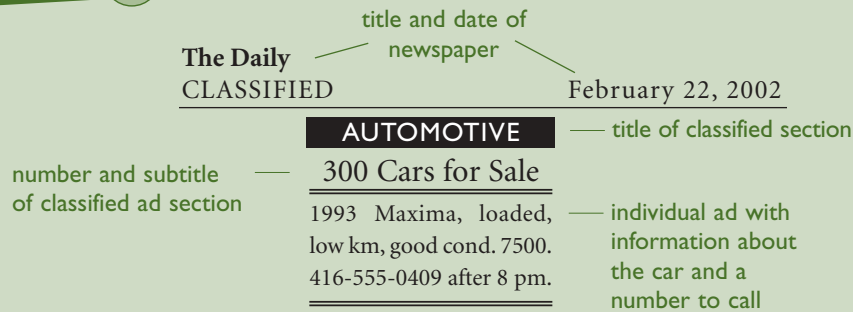 title and date of
newspaper
The Daily
CLASSIFIED
February 22, 2002
AUTOMOTIVE
title of classified section
number and subtitle
of classified ad section
300 Cars for Sale
1993 Maxima, loaded,
low km, good cond. 7500.
416-555-0409 after 8 pm.
individual ad with
information about
the car and a
number to call